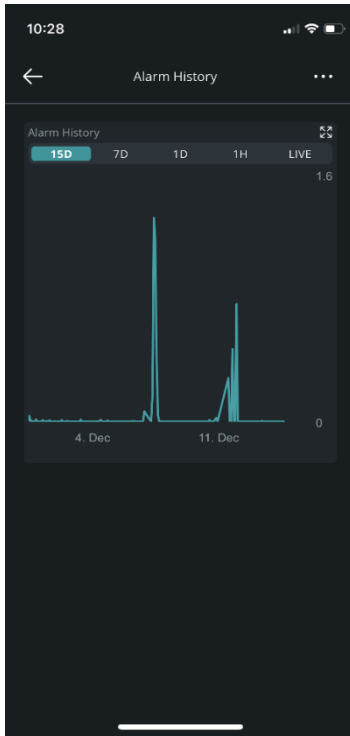 10:28
Alarm History
Alarm History
15D 7D 1D 1H LIVE
1.6
0
4. Dec 11. Dec